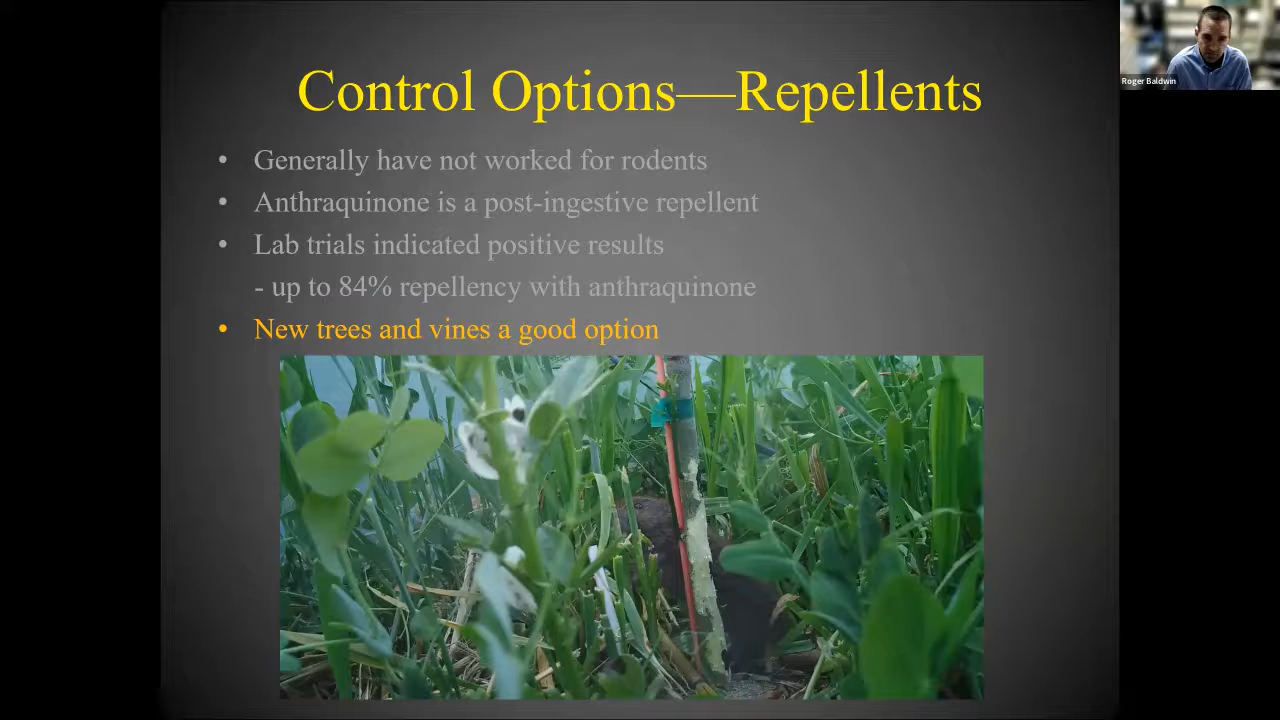 Control Options—Repellents
• Generally have not worked for rodents
• Anthraquinone is a post-ingestive repellent
• Lab trials indicated positive results
- up to 84% repellency with anthraquinone
• New trees and vines a good option
Roger Baldwin